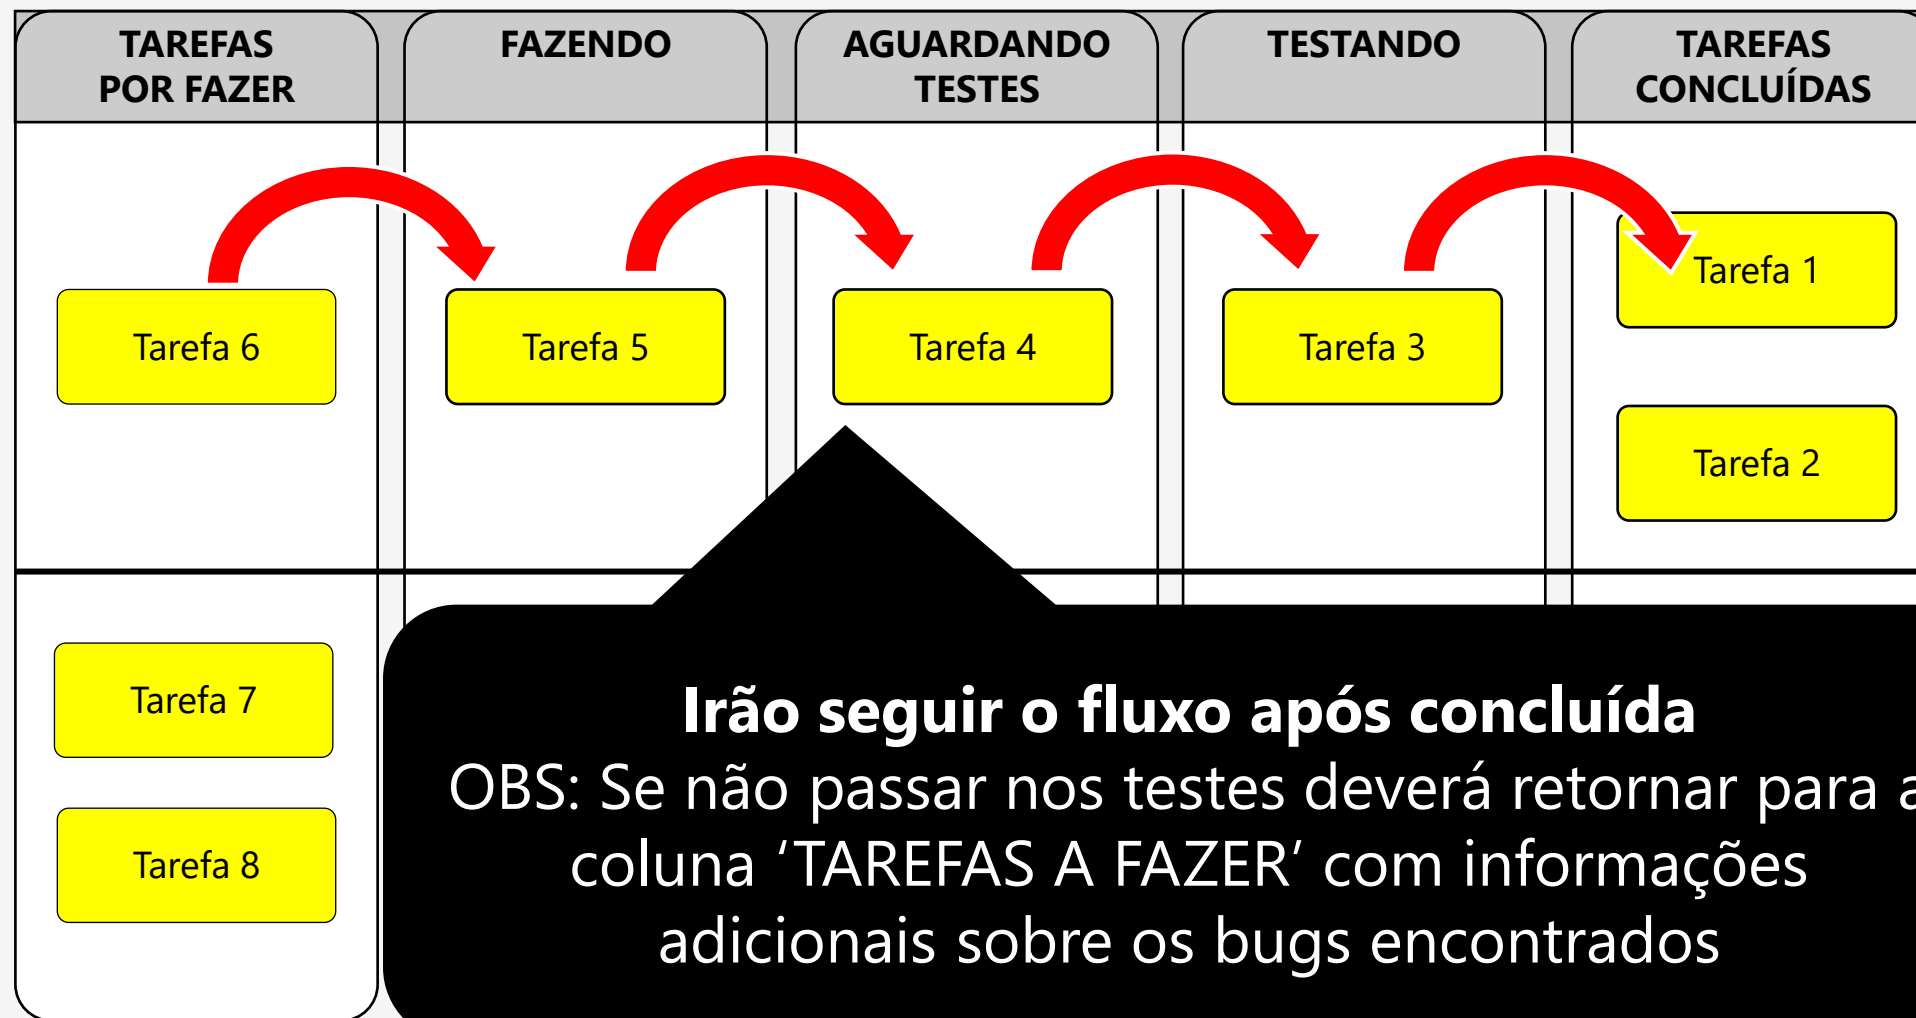 TAREFAS
POR FAZER
FAZENDO
AGUARDANDO
TESTES
TESTANDO
TAREFAS
CONCLUÍDAS
Tarefa 6
Tarefa 5
Tarefa 4
Tarefa 3
Tarefa 1
Tarefa 2
Tarefa 7
Tarefa 8
Irão seguir o fluxo após concluída
OBS: Se não passar nos testes deverá retornar para a
coluna ‘TAREFAS A FAZER’ com informações
adicionais sobre os bugs encontrados